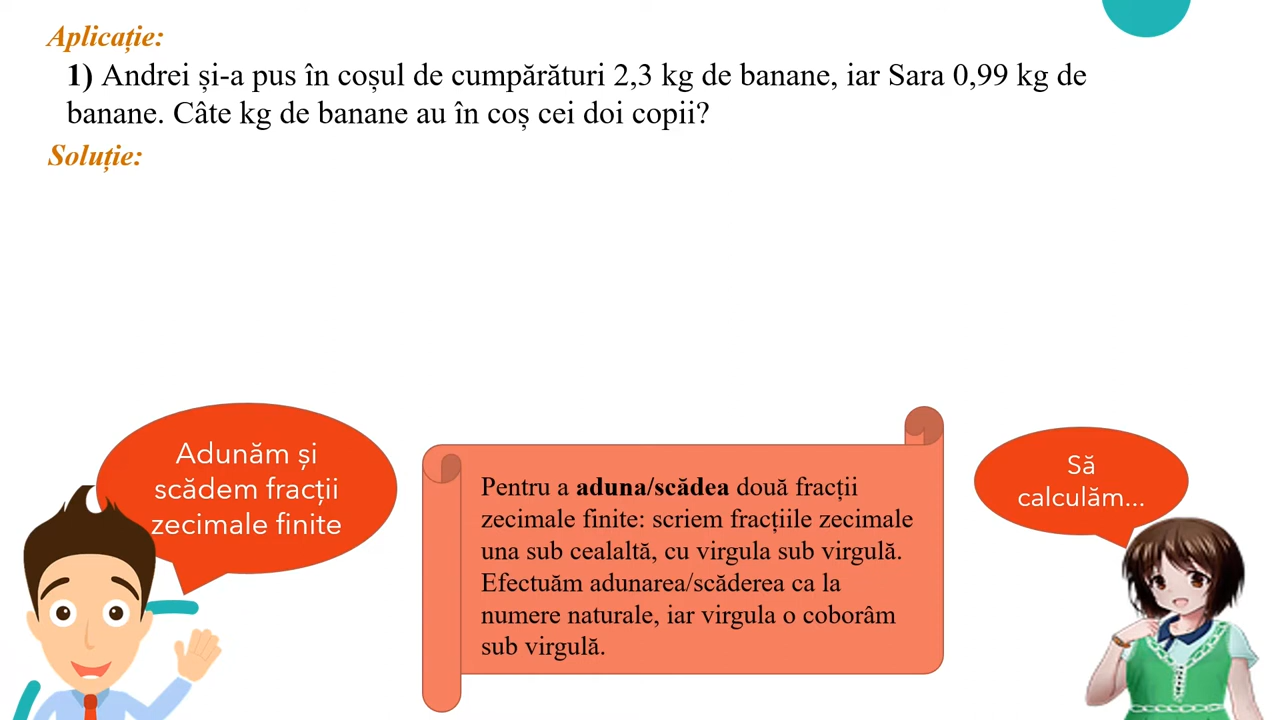 Aplicație:
1) Andrei și-a pus în coșul de cumpărături 2,3 kg de banane, iar Sara 0,99 kg de
banane. Câte kg de banane au în coș cei doi copii?
Soluție:
Adunăm și
scădem fracții
zecimale finite
Pentru a aduna/scădea două fracții
zecimale finite: scriem fracțiile zecimale
una sub cealaltă, cu virgula sub virgulă.
Efectuăm adunarea/scăderea ca la
numere naturale, iar virgula o coborâm
sub virgulă.
Să
calculăm...